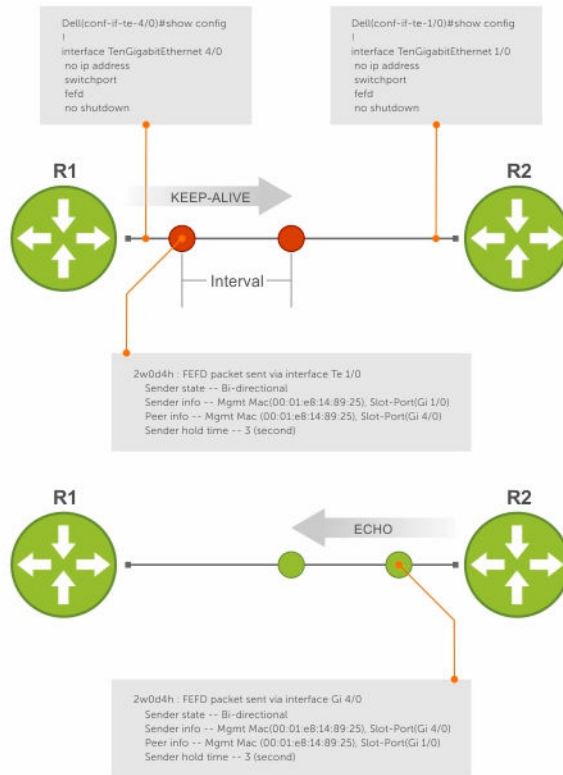 Dell(conf-if-te-4/0)#show config
!
interface TenGigabitEthernet 4/0
no ip address
switchport
fefd
no shutdown
Dell(conf-if-te-1/0)#show config
!
interface TenGigabitEthernet 1/0
no ip address
switchport
fefd
no shutdown
R1
R2
KEEP-ALIVE
Interval
2w0d4h : FEFD packet sent via interface Te 1/0
Sender state -- Bi-directional
Sender info -- Mgmt Mac(00:01:e8:14:89:25), Slot-Port(Gi 1/0)
Peer info -- Mgmt Mac (00:01:e8:14:89:25), Slot-Port(Gi 4/0)
Sender hold time -- 3 (second)
R1
R2
ECHO
2w0d4h : FEFD packet sent via interface Gi 4/0
Sender state -- Bi-directional
Sender info -- Mgmt Mac(00:01:e8:14:89:25), Slot-Port(Gi 4/0)
Peer info -- Mgmt Mac (00:01:e8:14:89:25), Slot-Port(Gi 1/0)
Sender hold time -- 3 (second)